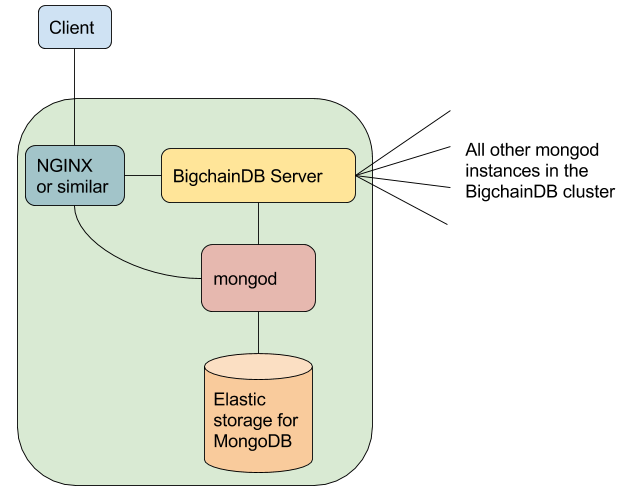 Client
NGINX
or similar
BigchainDB Server
All other mongod
instances in the
BigchainDB cluster
mongod
Elastic
storage for
MongoDB